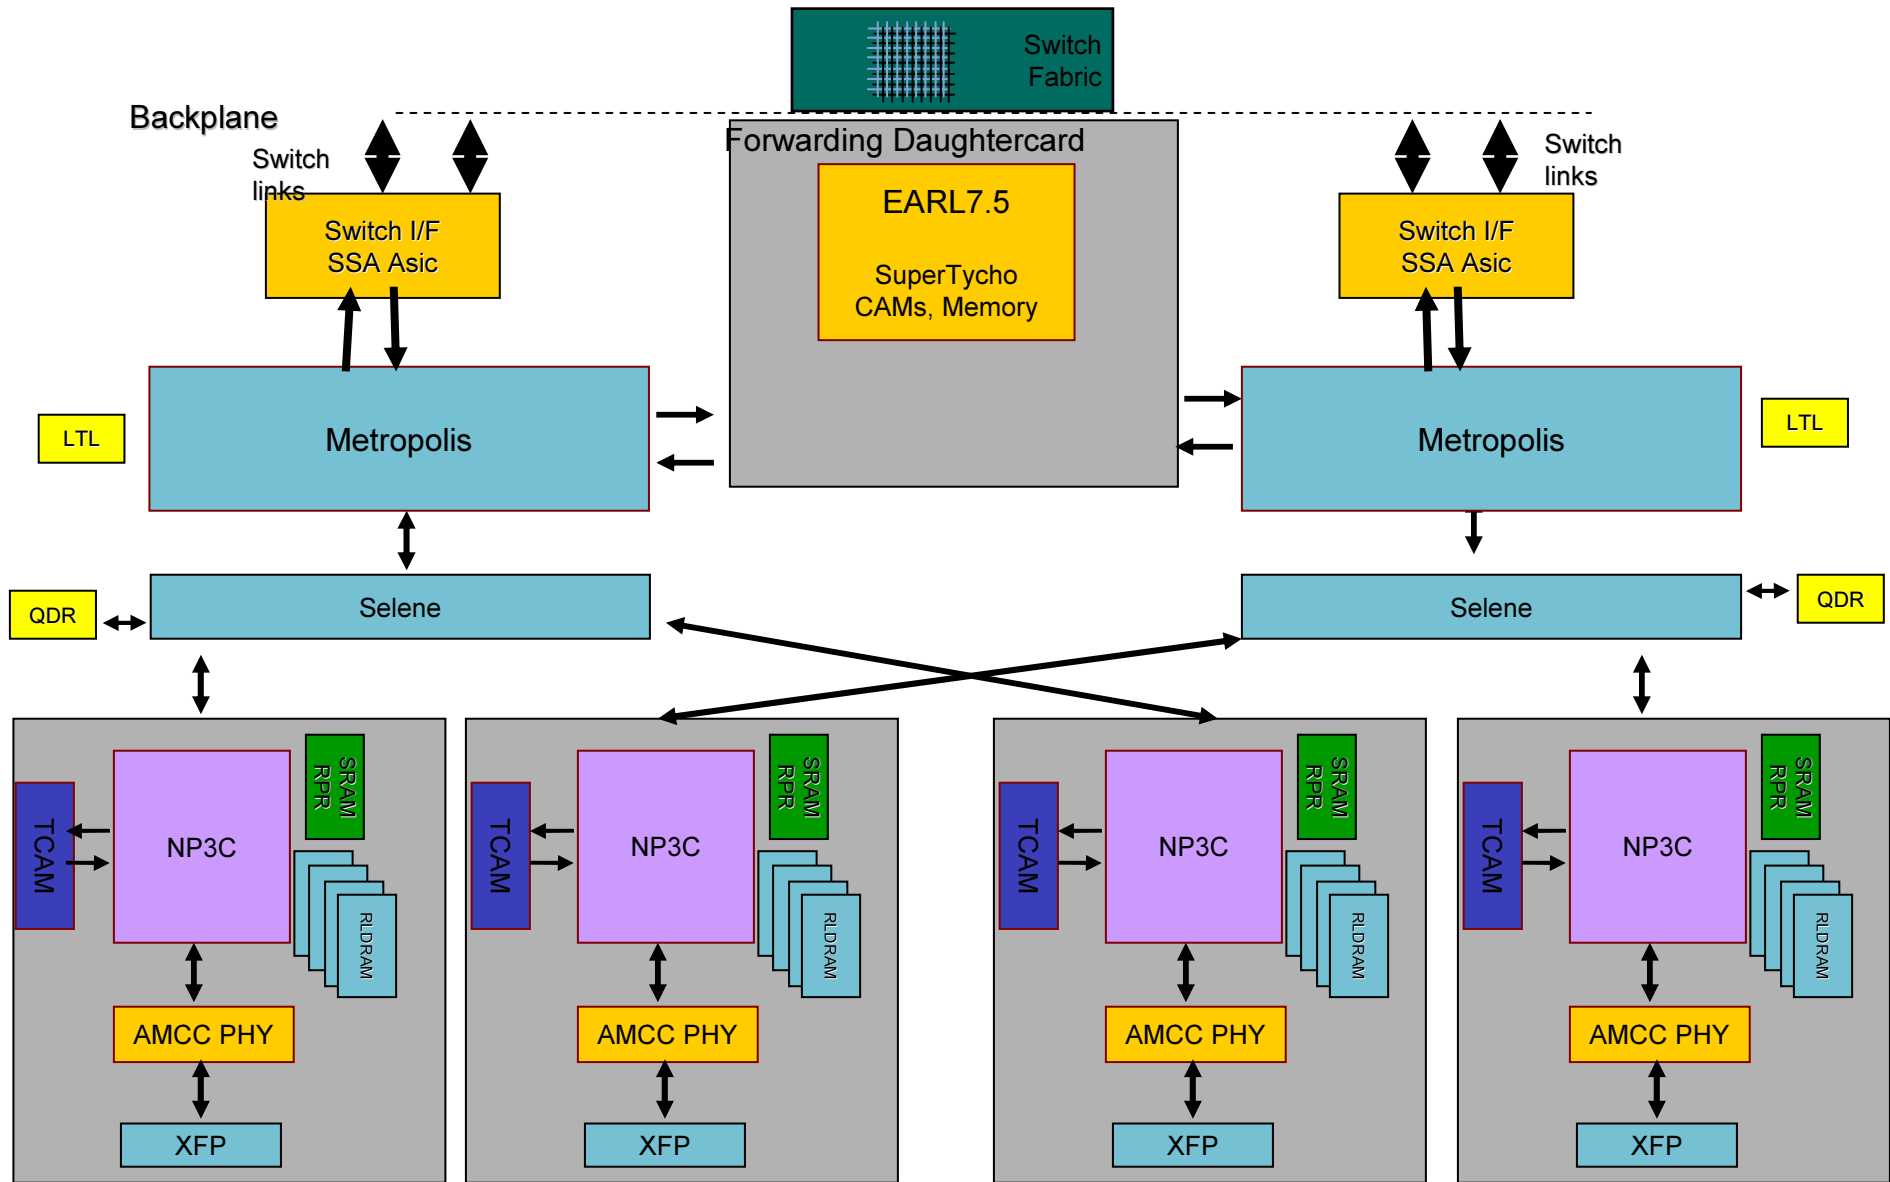 Switch
Fabric
Backplane
Forwarding Daughtercard
Switch
links
Switch
links
EARL7.5
SuperTycho
CAMs, Memory
Switch I/F
SSA Asic
Switch I/F
SSA Asic
LTL
Metropolis
Metropolis
LTL
QDR
Selene
Selene
QDR
TCAM
NP3C
SRAM
RPR
RLDRAM
AMCC PHY
XFP
TCAM
NP3C
SRAM
RPR
RLDRAM
AMCC PHY
XFP
TCAM
NP3C
SRAM
RPR
RLDRAM
AMCC PHY
XFP
TCAM
NP3C
SRAM
RPR
RLDRAM
AMCC PHY
XFP